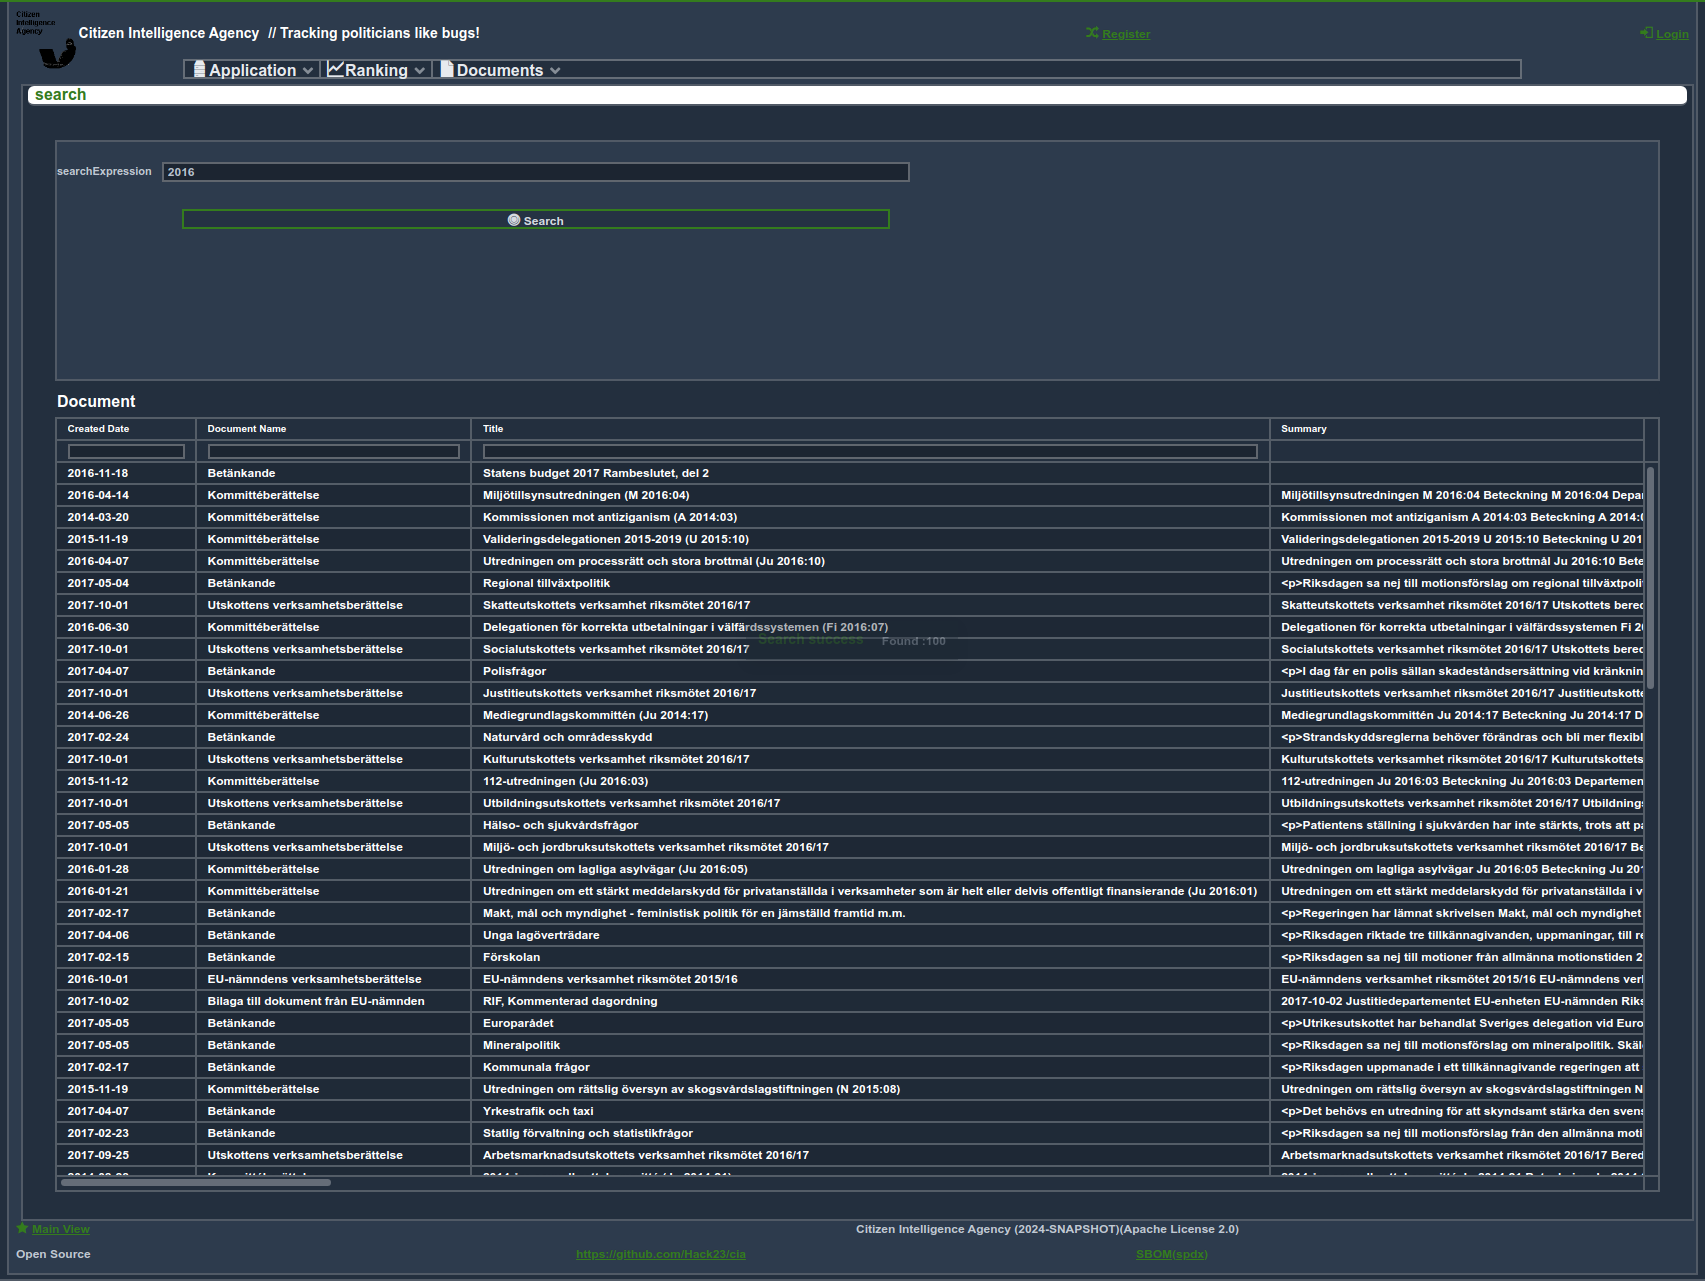 Citizen
Intelligence
Agency
Citizen Intelligence Agency // Tracking politicians like bugs!
Register
Login
Application Ranking Documents
search
searchExpression 2016
Search
Document
Created Date Document Name Title Summary
2016-11-18 Betänkande Statens budget 2017 Rambeslutet, del 2
2016-04-14 Kommittéberättelse Miljötillsynsutredningen (M 2016:04) Miljötillsynsutredningen M 2016:04 Beteckning M 2016:04
2014-03-20 Kommittéberättelse Kommissionen mot antiziganism (A 2014:03) Kommissionen mot antiziganism A 2014:03 Beteckning A
2015-11-19 Kommittéberättelse Valideringsdelegationen 2015-2019 (U 2015:10) Valideringsdelegationen 2015-2019 U 2015:10 Beteckning U 201
2016-04-07 Kommittéberättelse Utredningen om processrätt och stora brottmål (Ju 2016:10) Utredningen om processrätt och stora brottmål Ju 2016:10 Bete
2017-05-04 Betänkande Regional tillväxtpolitik <p>Riksdagen sa nej till motionsförslag om regional tillväxtpoli
2017-10-01 Utskottens verksamhetsberättelse Skatteutskottets verksamhet riksmötet 2016/17 Skatteutskottets verksamhet riksmötet 2016/17 Utskottets bered
2016-06-30 Kommittéberättelse Delegationen för korrekta utbetalningar i välfärdssystemen (Fi 2016:07) Delegationen för korrekta utbetalningar i välfärdssystemen Fi
Search success Found :100
2017-10-01 Utskottens verksamhetsberättelse Socialutskottets verksamhet riksmötet 2016/17 Socialutskottets verksamhet riksmötet 2016/17 Utskottets bered
2017-04-07 Betänkande Polisfrågor <p>I dag får en polis sällan skadeståndsersättning vid kränknin
2017-10-01 Utskottens verksamhetsberättelse Justitieutskottets verksamhet riksmötet 2016/17 Justitieutskottets verksamhet riksmötet 2016/17 Justitieutskotte
2014-06-26 Kommittéberättelse Mediegrundlagskommittén (Ju 2014:17) Mediegrundlagskommittén Ju 2014:17 Beteckning Ju 2014:17 D
2017-02-24 Betänkande Naturvård och områdesskydd <p>Strandskyddsreglerna behöver förändras och bli mer flexibl
2017-10-01 Utskottens verksamhetsberättelse Kulturutskottets verksamhet riksmötet 2016/17 Kulturutskottets verksamhet riksmötet 2016/17 Kulturutskottets
2015-11-12 Kommittéberättelse 112-utredningen (Ju 2016:03) 112-utredningen Ju 2016:03 Beteckning Ju 2016:03 Departemen
2017-10-01 Utskottens verksamhetsberättelse Utbildningsutskottets verksamhet riksmötet 2016/17 Utbildningsutskottets verksamhet riksmötet 2016/17 Utbildnings
2017-05-05 Betänkande Hälso- och sjukvårdsfrågor <p>Patientens ställning i sjukvården har inte stärkts, trots att
2017-10-01 Utskottens verksamhetsberättelse Miljö- och jordbruksutskottets verksamhet riksmötet 2016/17 Miljö- och jordbruksutskottets verksamhet riksmötet 2016/17
2016-01-28 Kommittéberättelse Utredningen om lagliga asylvägar (Ju 2016:05) Utredningen om lagliga asylvägar Ju 2016:05 Beteckning Ju 201
2016-01-21 Kommittéberättelse Utredningen om ett stärkt meddelarskydd för privatanställda i verksamheter som är helt eller delvis offentligt finansierande (Ju 2016:01) Utredningen om ett stärkt meddelarskydd för privatanställda i v
2017-02-17 Betänkande Makt, mål och myndighet - feministisk politik för en jämställd framtid m.m. <p>Regeringen har lämnat skrivelsen Makt, mål och myndighet
2017-04-06 Betänkande Unga lagöverträdare <p>Riksdagen riktade tre tillkännagivanden, uppmaningar, till
2017-02-15 Betänkande Förskolan <p>Riksdagen sa nej till motioner från allmänna motionstiden 2
2016-10-01 EU-nämndens verksamhetsberättelse EU-nämndens verksamhet riksmötet 2015/16 EU-nämndens verksamhet riksmötet 2015/16 EU-nämndens
2017-10-02 Bilaga till dokument från EU-nämnden RIF, Kommenterad dagordning 2017-10-02 Justitiedepartementet EU-enheten EU-nämnden Riks
2017-05-05 Betänkande Europarådet <p>Utrikesutskottet har behandlat Sveriges delegation vid Euro
2017-05-05 Betänkande Mineralpolitik <p>Riksdagen sa nej till motionsförslag om mineralpolitik.
2017-02-17 Betänkande Kommunala frågor <p>Riksdagen uppmanade i ett tillkännagivande regeringen att
2015-11-19 Kommittéberättelse Utredningen om rättslig översyn av skogsvårdslagstiftningen (N 2015:08) Utredningen om rättslig översyn av skogsvårdslagstiftningen N
2017-04-07 Betänkande Yrkestrafik och taxi <p>Det behövs en utredning för att skyndsamt stärka den
2017-02-23 Betänkande Statlig förvaltning och statistikfrågor <p>Riksdagen sa nej till motionsförslag från den allmänna moti
2017-09-25 Utskottens verksamhetsberättelse Arbetsmarknadsutskottets verksamhet riksmötet 2016/17 Arbetsmarknadsutskottets verksamhet riksmötet 2016/17 Bered
Main View
Citizen Intelligence Agency (2024-SNAPSHOT)(Apache License 2.0)
Open Source
https://github.com/Hack23/cia
SBOM(spdx)